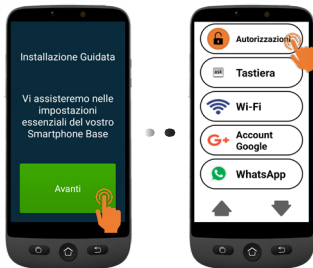 Installazione Guidata
Vi assisteremo nelle
impostazioni
essenziali del vostro
Smartphone Base
Avanti
Autorizzazioni
Tastiera
Wi-Fi
G+ Account
Google
WhatsApp